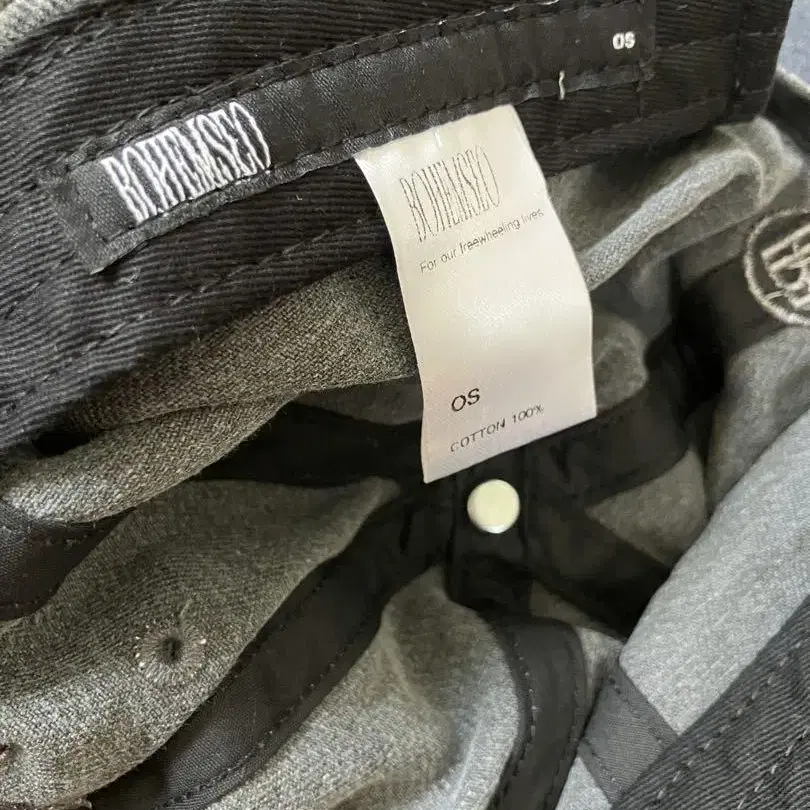 OS
BOHEMSEO
BOHEMSEO
For our freewheeling lives
OS
COTTON 100%